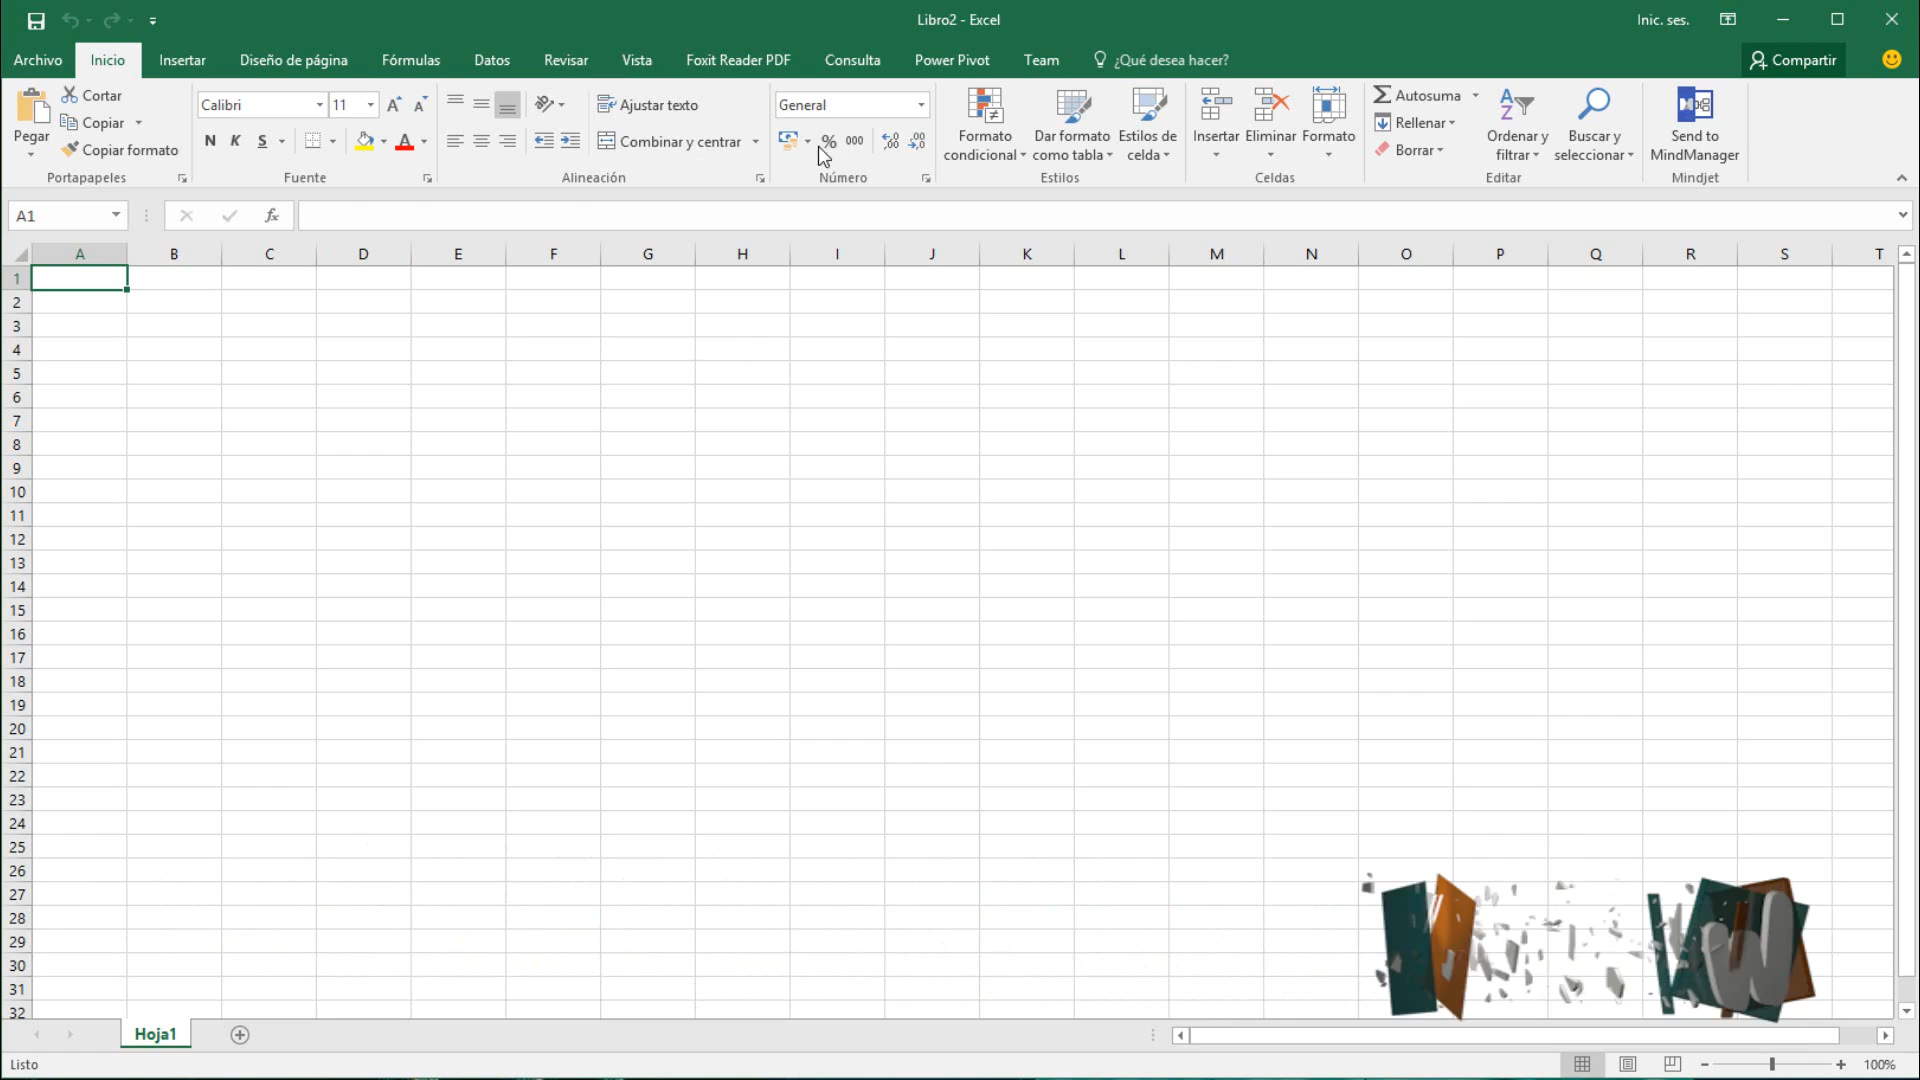 Libro2 - Excel
Inic. ses.
Archivo Inicio Insertar Diseño de página Fórmulas Datos Revisar Vista Foxit Reader PDF Consulta Power Pivot Team ¿Qué desea hacer? Compartir
Pegar
Cortar
Copiar
Copiar formato
Portapapeles
Calibri 11
N K S A
Fuente
Ajustar texto
Combinar y centrar
Alineación
General
% 000
Número
Formato condicional
Dar formato como tabla
Estilos de celda
Estilos
Insertar Eliminar Formato
Celdas
Autosuma
Rellenar
Borrar
Ordenar y filtrar
Buscar y seleccionar
Editar
Send to MindManager
Mindjet
A1 fx
A B C D E F G H I J K L M N O P Q R S T
1
2
3
4
5
6
7
8
9
10
11
12
13
14
15
16
17
18
19
20
21
22
23
24
25
26
27
28
29
30
31
32
W
Hoja1
Listo
100%